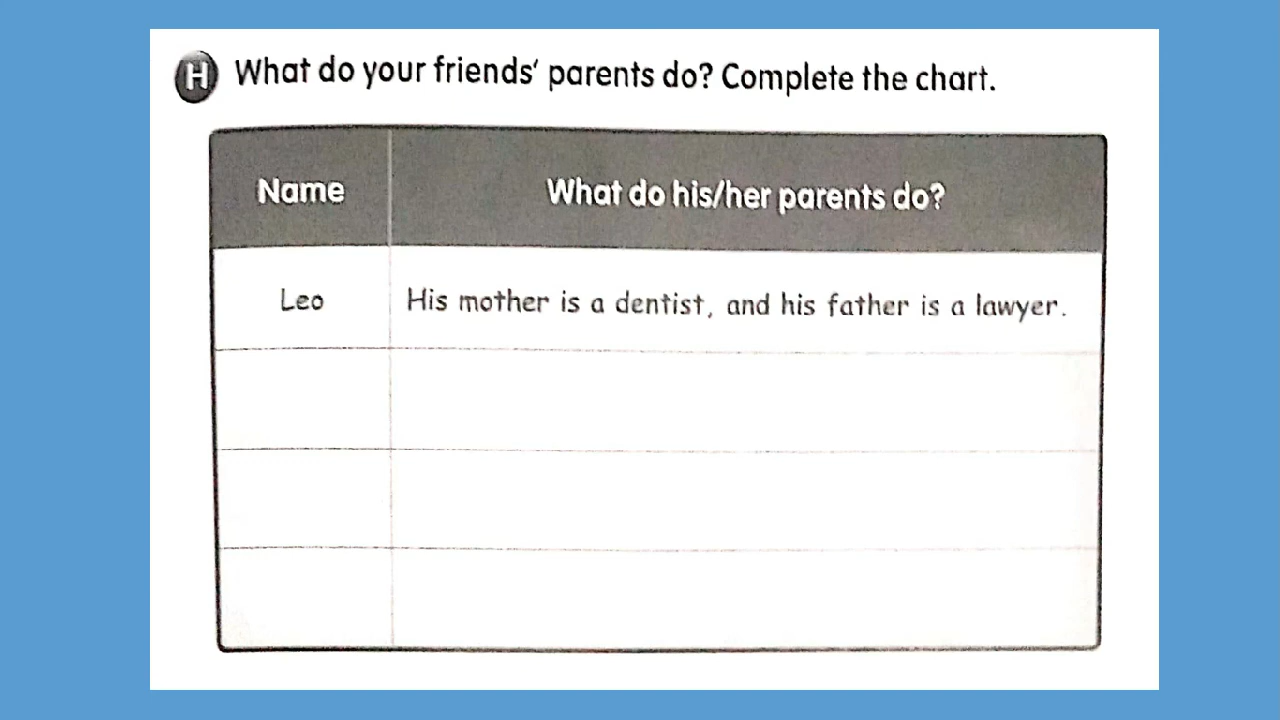 H What do your friends' parents do? Complete the chart.
Name What do his/her parents do?
Leo His mother is a dentist, and his father is a lawyer.